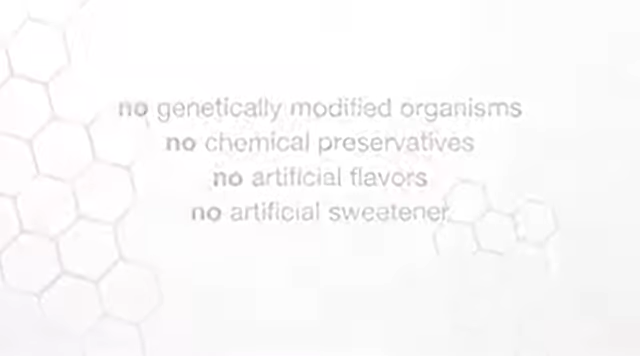 no genetically modified organisms
no chemical preservatives
no artificial flavors
no artificial sweetener